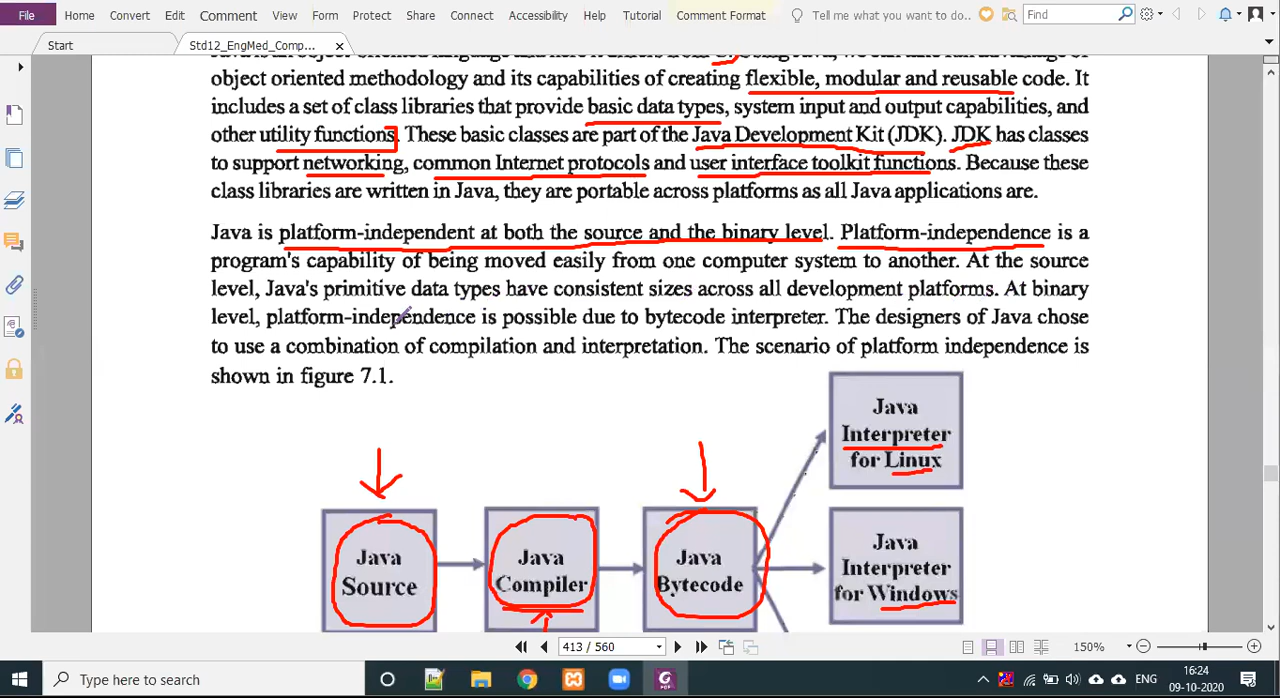 File Home Convert Edit Comment View Form Protect Share Connect Accessibility Help Tutorial Comment Format Tell me what you want to do.. Find
Start Std12_EngMed_Comp...
object oriented methodology and its capabilities of creating flexible, modular and reusable code. It
includes a set of class libraries that provide basic data types, system input and output capabilities, and
other utility functions. These basic classes are part of the Java Development Kit (JDK). JDK has classes
to support networking, common Internet protocols and user interface toolkit functions. Because these
class libraries are written in Java, they are portable across platforms as all Java applications are.
Java is platform-independent at both the source and the binary level. Platform-independence is a
program's capability of being moved easily from one computer system to another. At the source
level, Java's primitive data types have consistent sizes across all development platforms. At binary
level, platform-independence is possible due to bytecode interpreter. The designers of Java chose
to use a combination of compilation and interpretation. The scenario of platform independence is
shown in figure 7.1.
Java
Interpreter
for Linux
Java
Source
Java
Compiler
Java
Bytecode
Java
Interpreter
for Windows
413 / 560
150%
Type here to search
ENG
16:24
09-10-2020